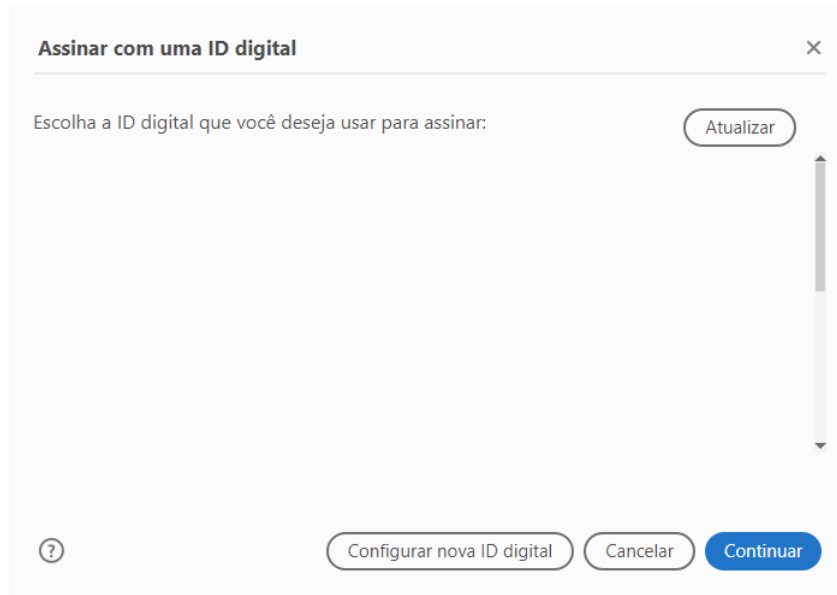 Assinar com uma ID digital
Escolha a ID digital que você deseja usar para assinar:
Atualizar
Configurar nova ID digital
Cancelar
Continuar